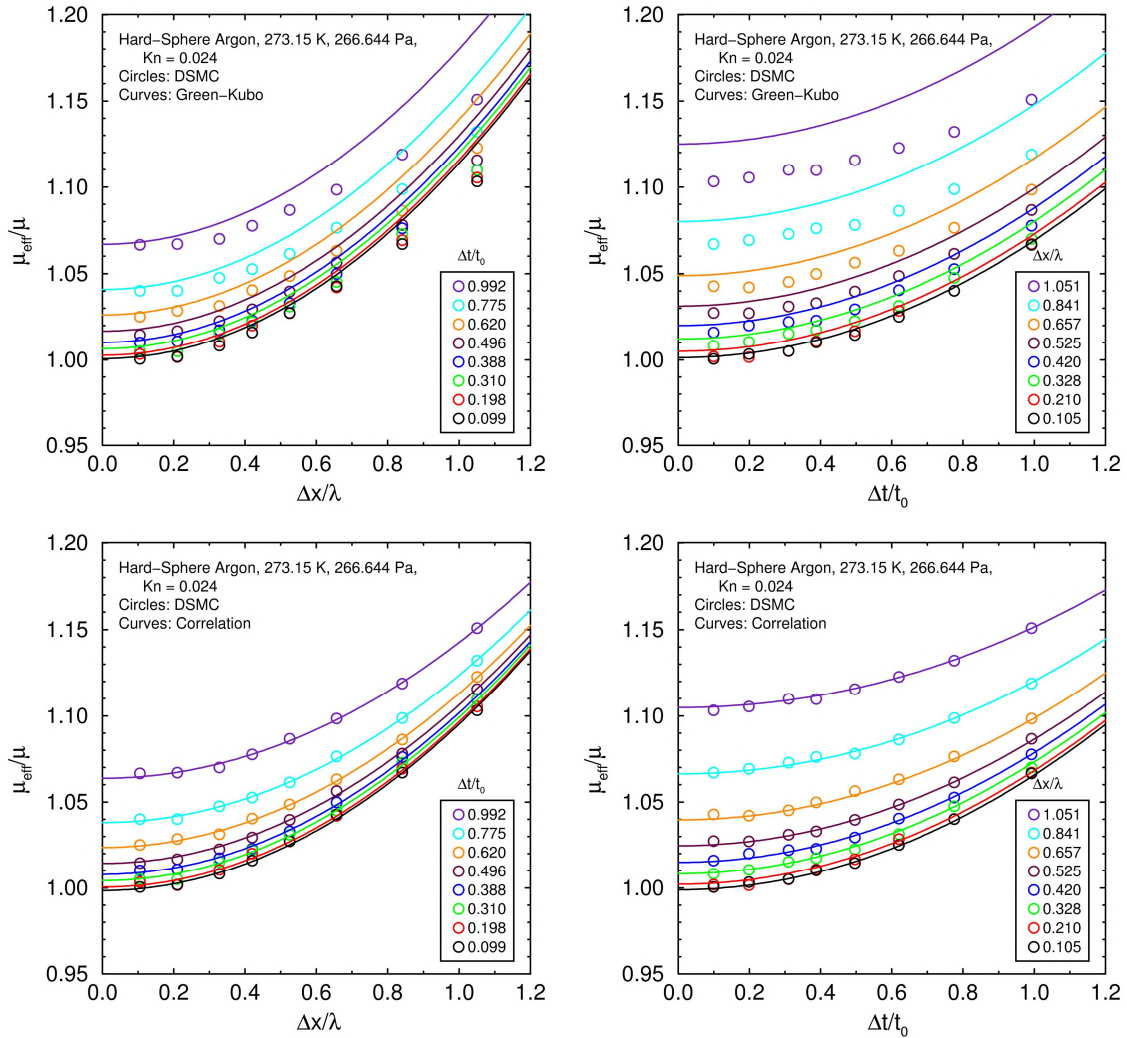 1.20
1.15
1.10
1.05
1.00
0.95
μeff/μ
Hard−Sphere Argon, 273.15 K, 266.644 Pa,
Kn = 0.024
Circles: DSMC
Curves: Green−Kubo
Δt/t0
0.992
0.775
0.620
0.496
0.388
0.310
0.198
0.099
0.0 0.2 0.4 0.6 0.8 1.0 1.2
Δx/λ
1.20
1.15
1.10
1.05
1.00
0.95
μeff/μ
Hard−Sphere Argon, 273.15 K, 266.644 Pa,
Kn = 0.024
Circles: DSMC
Curves: Green−Kubo
Δx/λ
1.051
0.841
0.657
0.525
0.420
0.328
0.210
0.105
0.0 0.2 0.4 0.6 0.8 1.0 1.2
Δt/t0
1.20
1.15
1.10
1.05
1.00
0.95
μeff/μ
Hard−Sphere Argon, 273.15 K, 266.644 Pa,
Kn = 0.024
Circles: DSMC
Curves: Correlation
Δt/t0
0.992
0.775
0.620
0.496
0.388
0.310
0.198
0.099
0.0 0.2 0.4 0.6 0.8 1.0 1.2
Δx/λ
1.20
1.15
1.10
1.05
1.00
0.95
μeff/μ
Hard−Sphere Argon, 273.15 K, 266.644 Pa,
Kn = 0.024
Circles: DSMC
Curves: Correlation
Δx/λ
1.051
0.841
0.657
0.525
0.420
0.328
0.210
0.105
0.0 0.2 0.4 0.6 0.8 1.0 1.2
Δt/t0